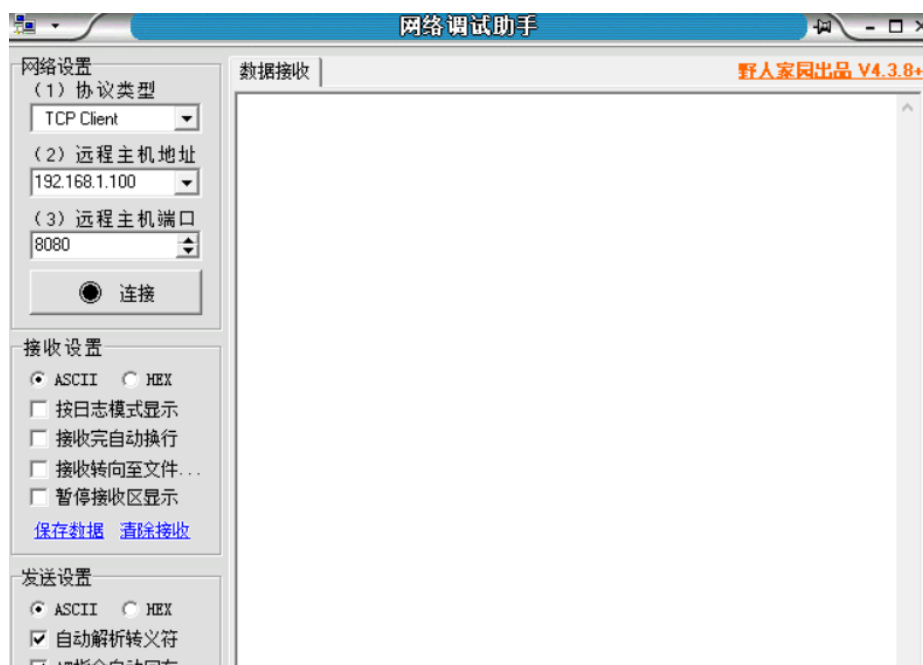 网络调试助手
网络设置
(1) 协议类型
TCP Client
(2) 远程主机地址
192.168.1.100
(3) 远程主机端口
8080
连接
接收设置
ASCII HEX
按日志模式显示
接收完自动换行
接收转向至文件...
暂停接收区显示
保存数据 清除接收
发送设置
ASCII HEX
自动解析转义符
数据接收
野人家园出品 V4.3.8+